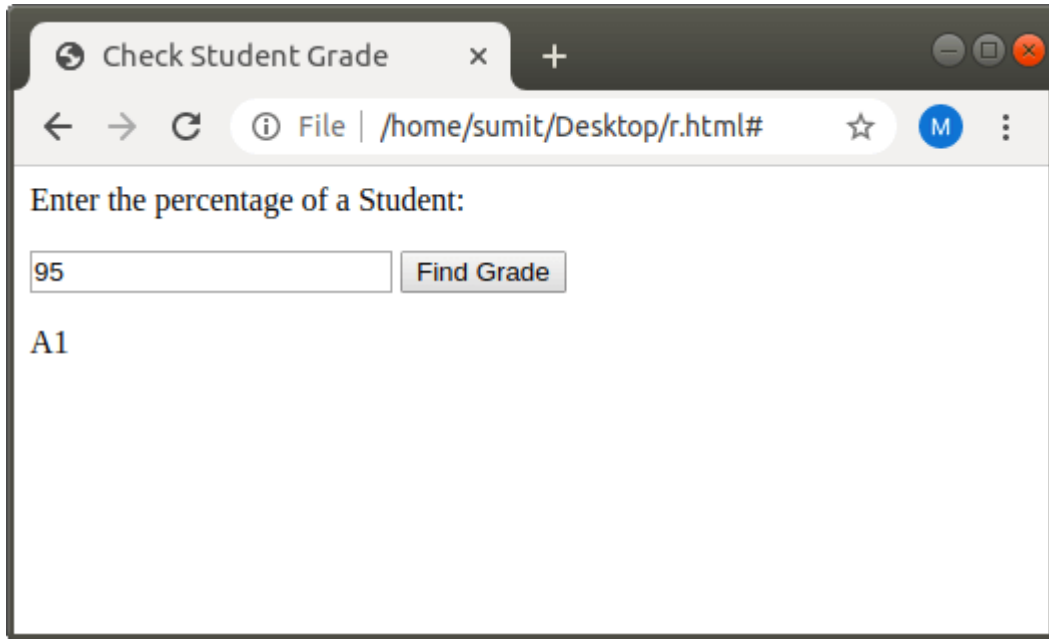 Check Student Grade
File | /home/sumit/Desktop/r.html#
M
Enter the percentage of a Student:
95 Find Grade
A1